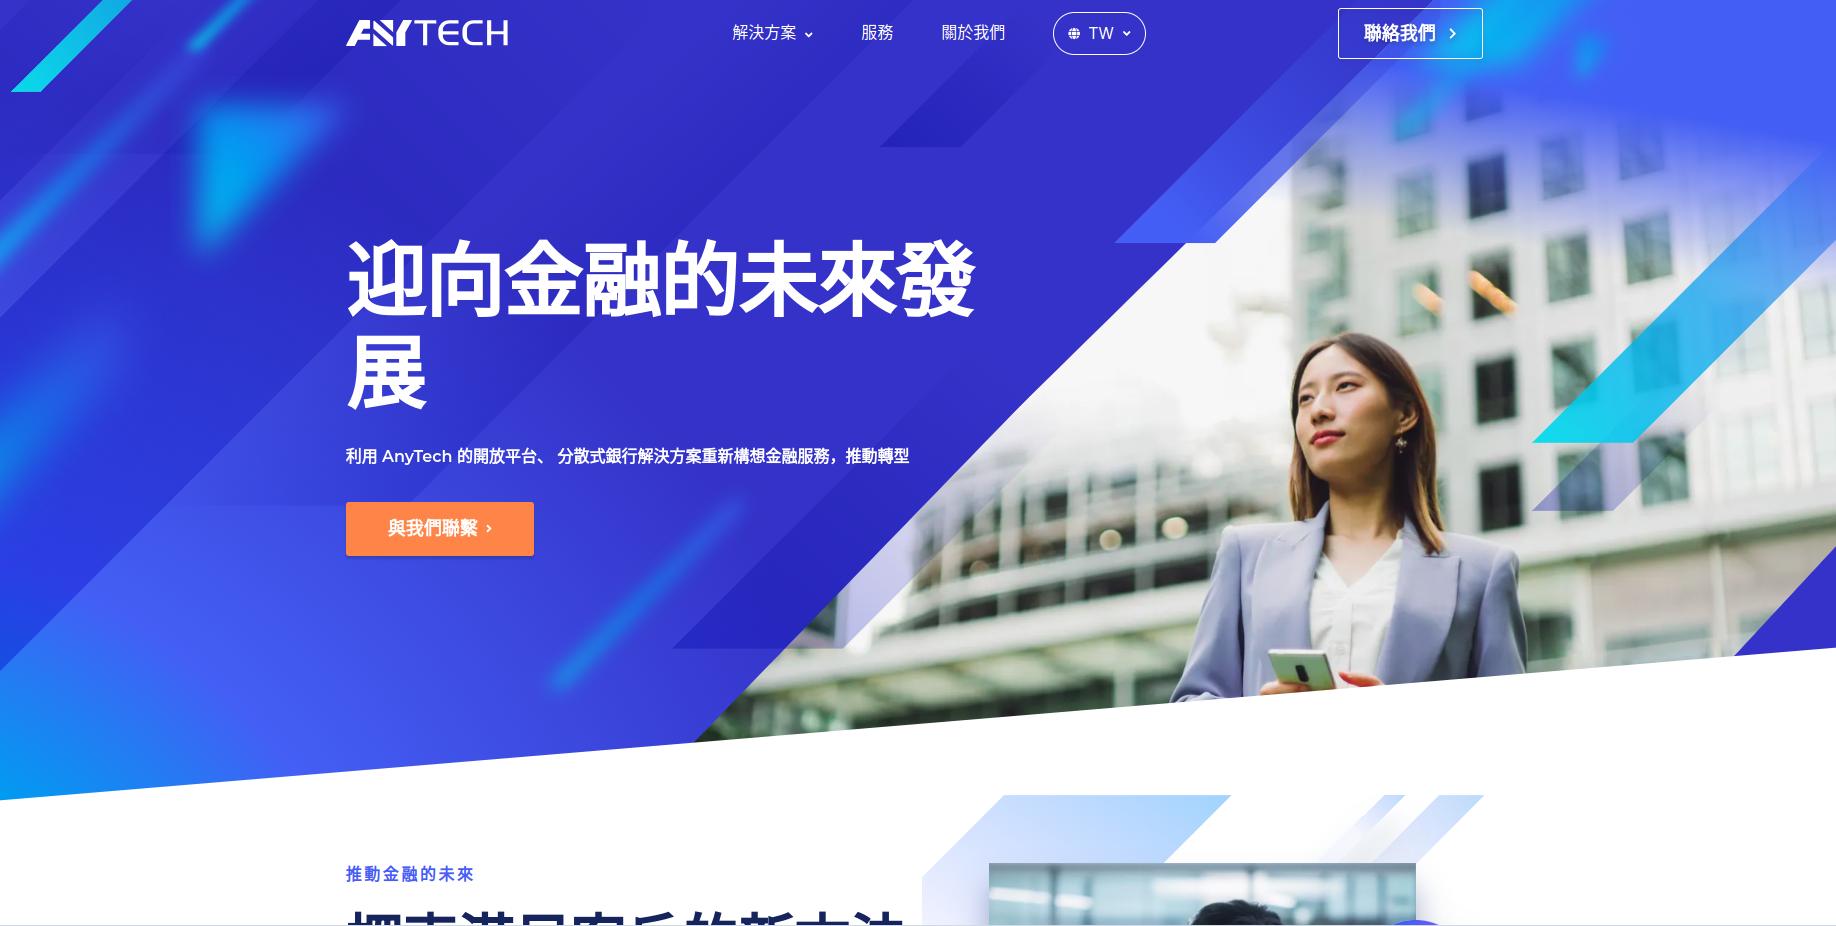 ANYTECH
解決方案
服務
關於我們
TW
聯絡我們
迎向金融的未來發
展
利用 AnyTech 的開放平台、 分散式銀行解決方案重新構想金融服務，推動轉型
與我們聯繫
推動金融的未來